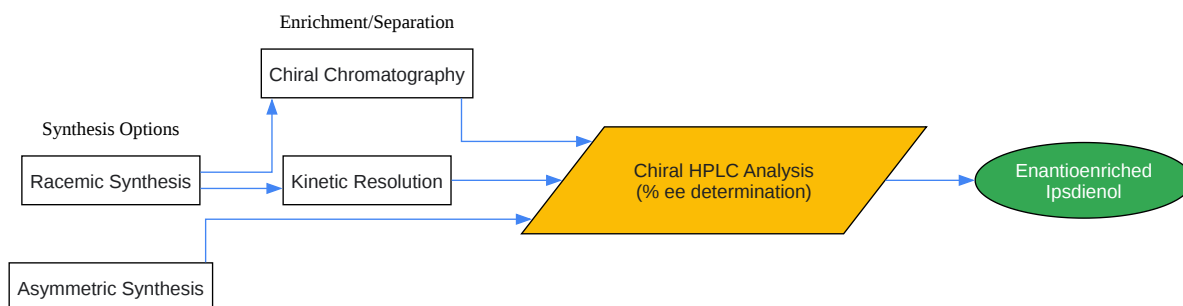 Enrichment/Separation
Chiral Chromatography
Synthesis Options
Racemic Synthesis
Kinetic Resolution
Chiral HPLC Analysis
(% ee determination)
Enantioenriched
Ipsdienol
Asymmetric Synthesis